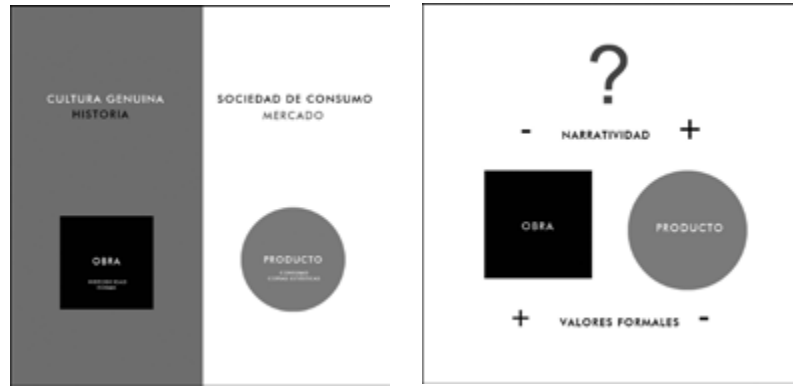 CULTURA GENUINA
HISTORIA
SOCIEDAD DE CONSUMO
MERCADO
OBRA
PRODUCTO
?
- NARRATIVIDAD +
OBRA
PRODUCTO
+ VALORES FORMALES -